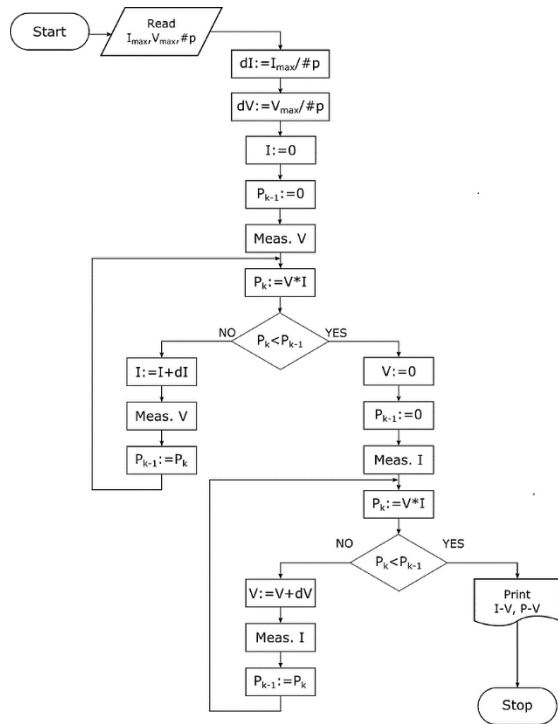 Start
Read
Iₘₐₓ,Vₘₐₓ,#p
dI:=Iₘₐₓ/#p
dV:=Vₘₐₓ/#p
I:=0
Pₖ₋₁:=0
Meas. V
Pₖ:=V*I
NO
Pₖ<Pₖ₋₁
YES
I:=I+dI
Meas. V
Pₖ₋₁:=Pₖ
V:=0
Pₖ₋₁:=0
Meas. I
Pₖ:=V*I
NO
Pₖ<Pₖ₋₁
YES
V:=V+dV
Meas. I
Pₖ₋₁:=Pₖ
Print
I-V, P-V
Stop